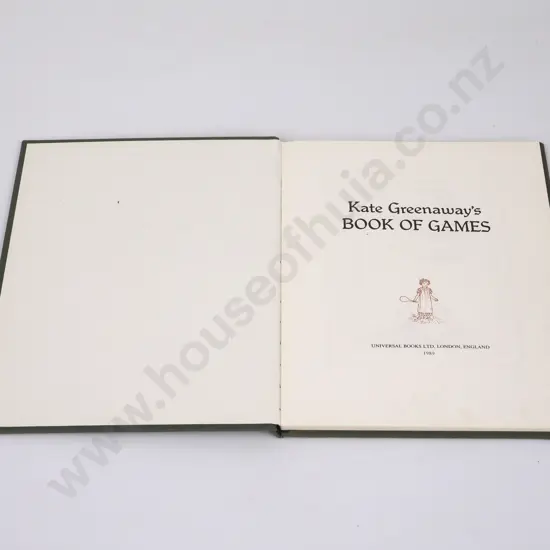 Kate Greenaway's
BOOK OF GAMES
UNIVERSAL BOOKS LTD, LONDON, ENGLAND
www.houseofhuia.co.nz